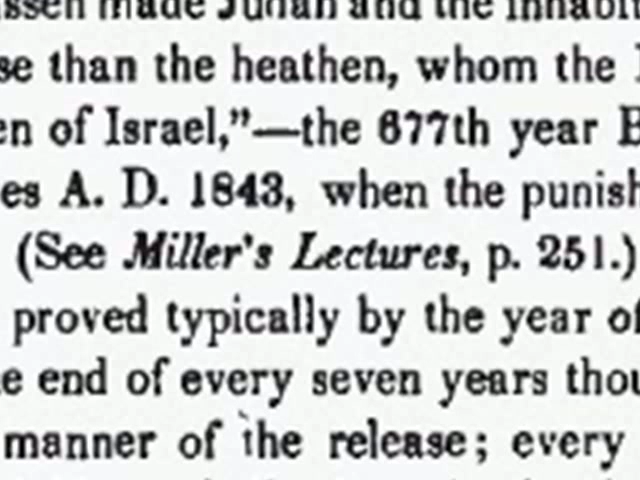 made Judah and the
se than the heathen, whom the
en of Israel,"—the 677th year B
es A. D. 1843, when the punish
(See Miller's Lectures, p. 251.)
proved typically by the year of
e end of every seven years thou
manner of the release; every